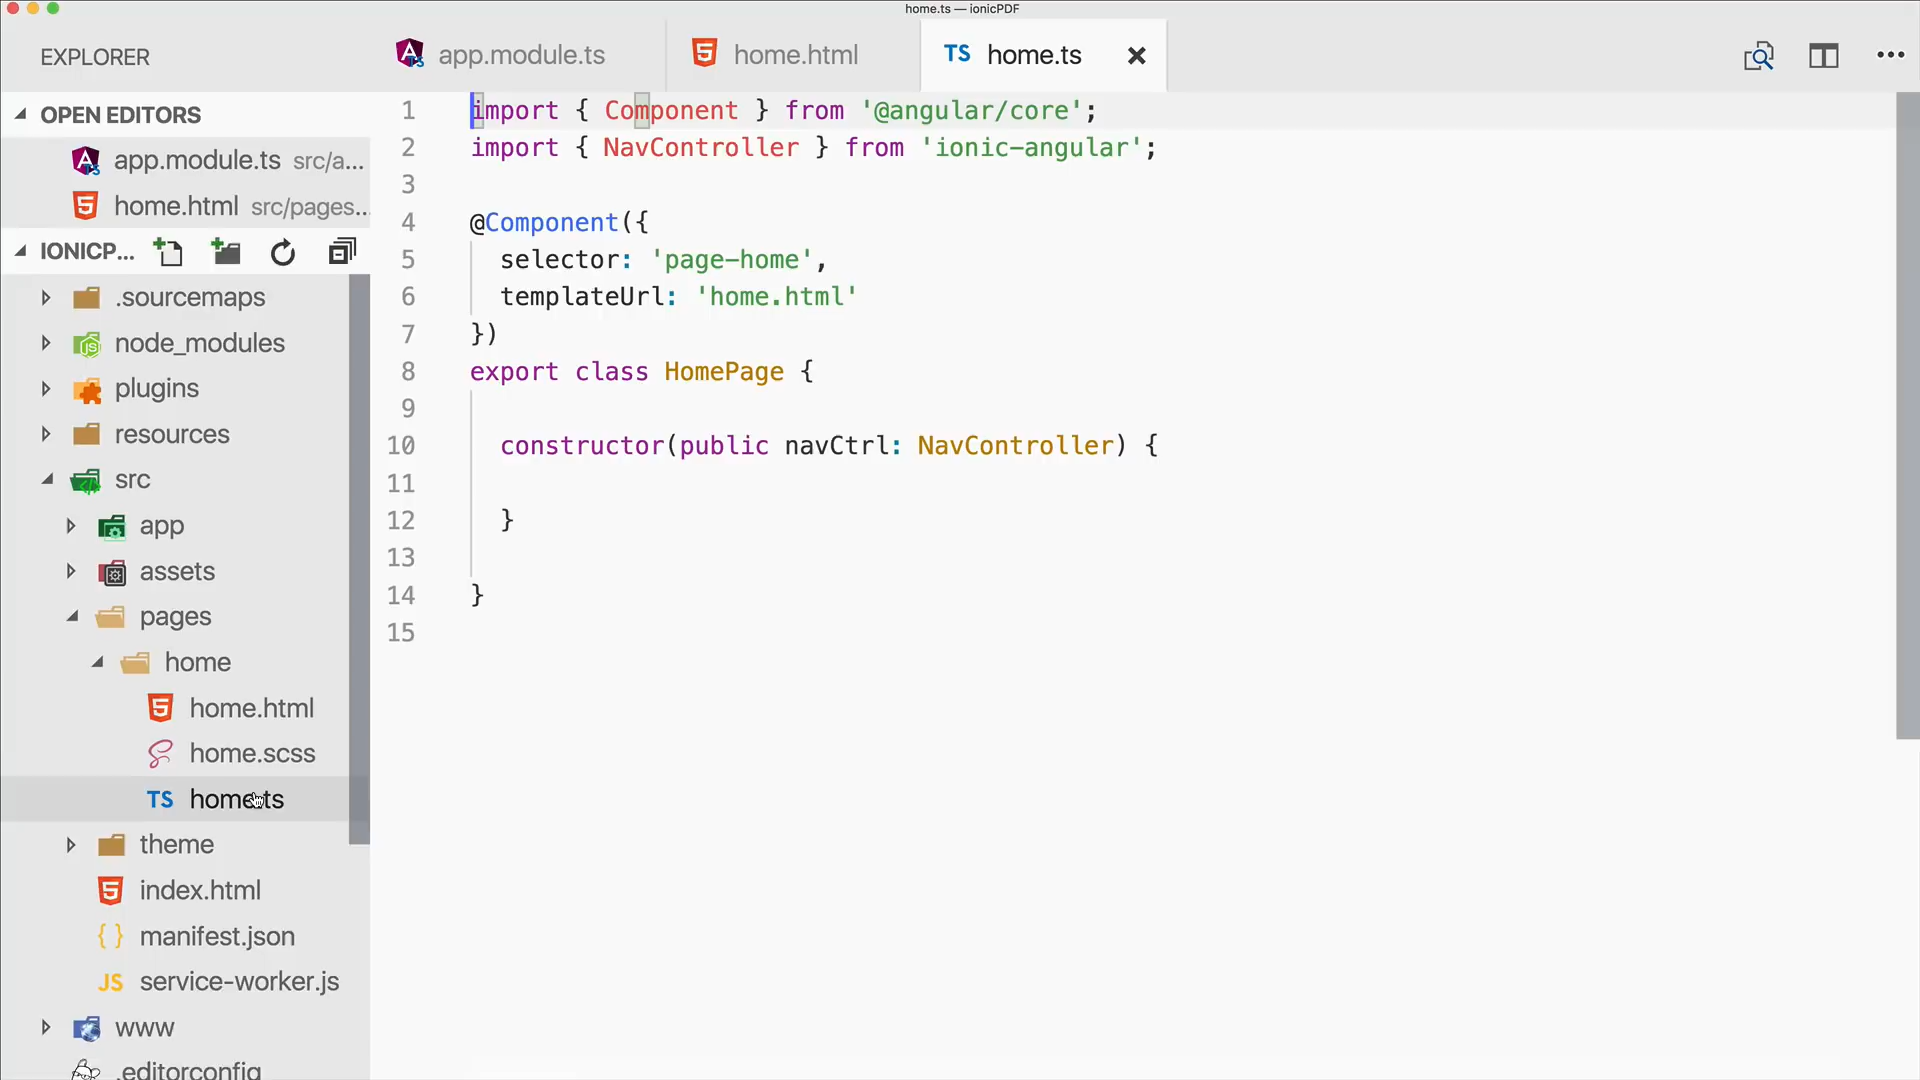 home.ts — ionicPDF
EXPLORER
app.module.ts
home.html
TS home.ts
OPEN EDITORS
app.module.ts src/a...
home.html src/pages...
IONICP...
.sourcemaps
node_modules
plugins
resources
src
app
assets
pages
home
home.html
home.scss
TS home.ts
theme
index.html
{ } manifest.json
JS service-worker.js
www
.editorconfig
1 import { Component } from '@angular/core';
2 import { NavController } from 'ionic-angular';
3
4 @Component({
5 selector: 'page-home',
6 templateUrl: 'home.html'
7 })
8 export class HomePage {
9
10 constructor(public navCtrl: NavController) {
11
12 }
13
14 }
15